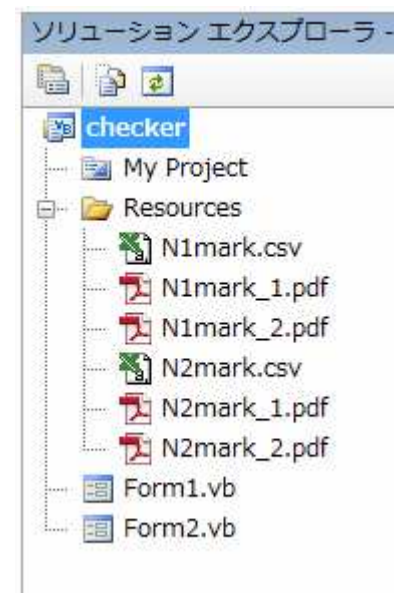 ソリューション エクスプローラ -
checker
My Project
Resources
N1mark.csv
N1mark_1.pdf
N1mark_2.pdf
N2mark.csv
N2mark_1.pdf
N2mark_2.pdf
Form1.vb
Form2.vb